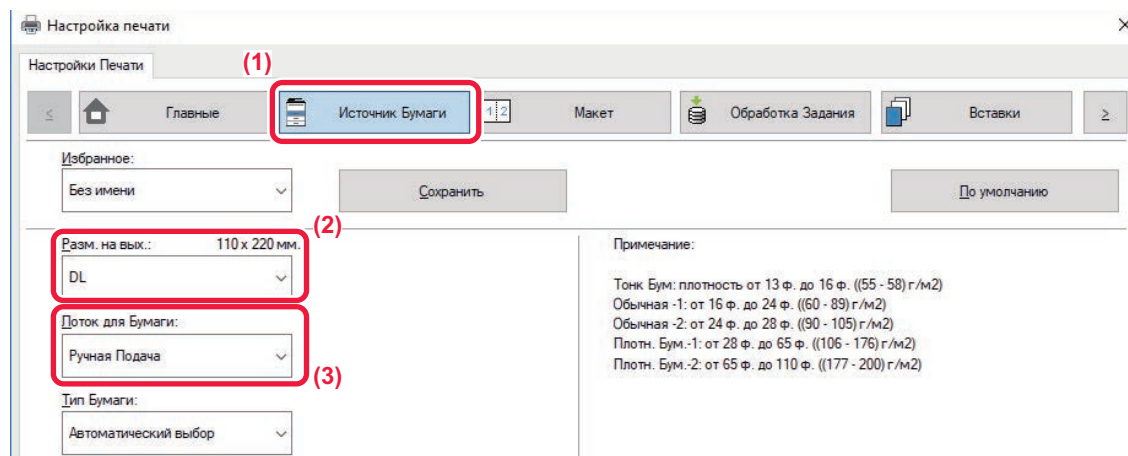 Настройка печати
Настройки Печати
(1)
≤ Главные Источник Бумаги 1 2 Макет Обработка Задания Вставки ≥
Избранное:
Без имени Сохранить По умолчанию
(2)
Разм. на вых.: 110 x 220 мм.
DL
Поток для Бумаги:
Ручная Подача
(3)
Тип Бумаги:
Автоматический выбор
Примечание:
Тонк Бум: плотность от 13 ф. до 16 ф. ((55 - 58) г/м2)
Обычная -1: от 16 ф. до 24 ф. ((60 - 89) г/м2)
Обычная -2: от 24 ф. до 28 ф. ((90 - 105) г/м2)
Плотн. Бум.-1: от 28 ф. до 65 ф. ((106 - 176) г/м2)
Плотн. Бум.-2: от 65 ф. до 110 ф. ((177 - 200) г/м2)